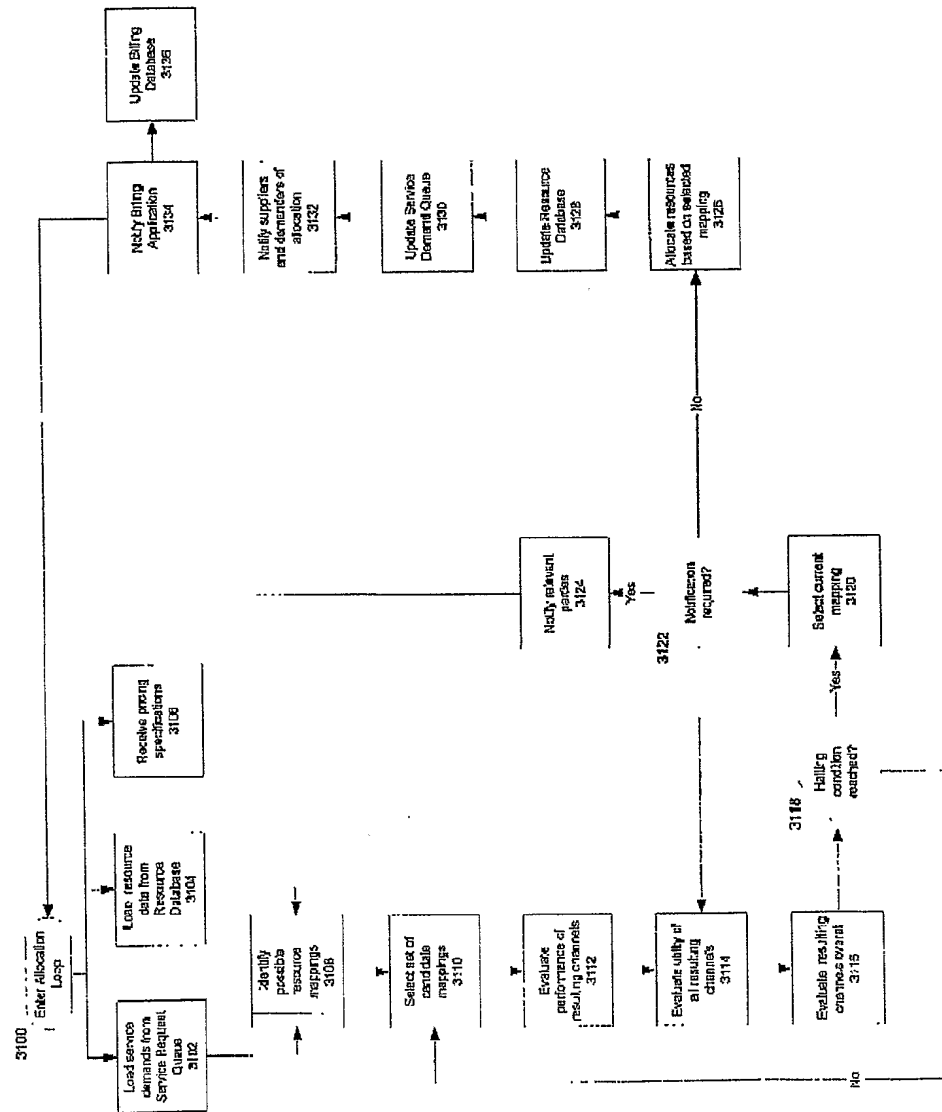 3100
Enter Allocation
Loop
Load service
demands from
Service Request
Queue
3102
Load resource
data from
Resource
Database
3104
Receive pricing
specifications
3106
Identify
possible
resource
mappings
3108
Select set of
candidate
mappings
3110
Evaluate
performance of
resulting channels
3112
Evaluate utility of
all resulting
channels
3114
Evaluate resulting
channels overall
3116
3118
Halting
condition
reached?
No
Yes
Select current
mapping
3120
3122
Notification
required?
Yes
Notify relevant
parties
3124
No
Allocate resources
based on selected
mapping
3126
Update Resource
Database
3128
Update Service
Demand Queue
3130
Notify suppliers
and demanders of
allocation
3132
Notify Billing
Application
3134
Update Billing
Database
3136